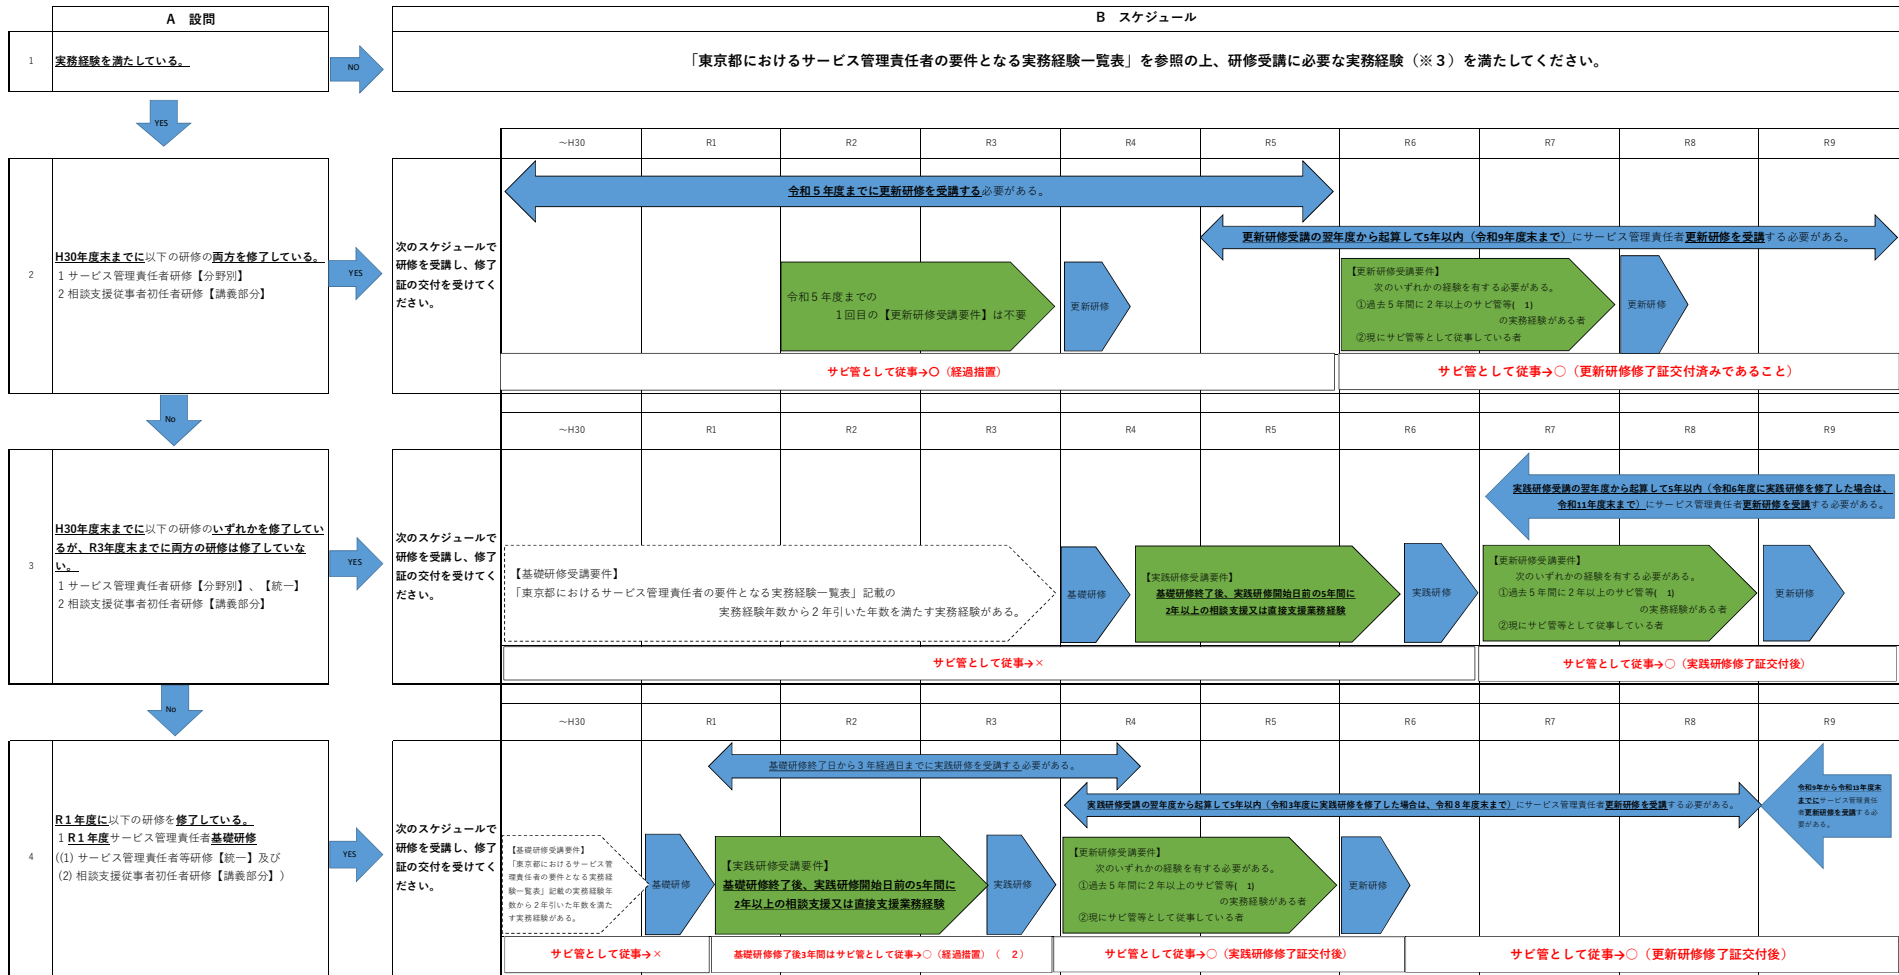 A　設問
B　スケジュール
1
実務経験を満たしている。
NO
「東京都におけるサービス管理責任者の要件となる実務経験一覧表」を参照の上、研修受講に必要な実務経験（※３）を満たしてください。
YES
～H30
R1
R2
R3
R4
R5
R6
R7
R8
R9
2
H30年度末までに以下の研修の両方を修了している。
1 サービス管理責任者研修【分野別】
2 相談支援従事者初任者研修【講義部分】
YES
次のスケジュールで
研修を受講し、修了
証の交付を受けてく
ださい。
令和５年度までに更新研修を受講する必要がある。
更新研修受講の翌年度から起算して5年以内（令和9年度末まで）にサービス管理責任者更新研修を受講する必要がある。
令和５年度までの
１回目の【更新研修受講要件】は不要
更新研修
【更新研修受講要件】
次のいずれかの経験を有する必要がある。
①過去５年間に２年以上のサビ管等(　1)
の実務経験がある者
②現にサビ管等として従事している者
更新研修
サビ管として従事→〇（経過措置）
サビ管として従事→○（更新研修修了証交付済みであること）
No
～H30
R1
R2
R3
R4
R5
R6
R7
R8
R9
3
H30年度末までに以下の研修のいずれかを修了してい
るが、R3年度末までに両方の研修は修了していな
い。
1 サービス管理責任者研修【分野別】、【統一】
2 相談支援従事者初任者研修【講義部分】
YES
次のスケジュールで
研修を受講し、修了
証の交付を受けてく
ださい。
実践研修受講の翌年度から起算して5年以内（令和6年度に実践研修を修了した場合は、
令和11年度末まで）にサービス管理責任者更新研修を受講する必要がある。
【基礎研修受講要件】
「東京都におけるサービス管理責任者の要件となる実務経験一覧表」記載の
実務経験年数から２年引いた年数を満たす実務経験がある。
基礎研修
【実践研修受講要件】
基礎研修終了後、実践研修開始日前の5年間に
2年以上の相談支援又は直接支援業務経験
実践研修
【更新研修受講要件】
次のいずれかの経験を有する必要がある。
①過去５年間に２年以上のサビ管等(　1)
の実務経験がある者
②現にサビ管等として従事している者
更新研修
サビ管として従事→×
サビ管として従事→○（実践研修修了証交付後）
No
～H30
R1
R2
R3
R4
R5
R6
R7
R8
R9
4
R１年度に以下の研修を修了している。
1 R１年度サービス管理責任者基礎研修
((1) サービス管理責任者等研修【統一】及び
(2) 相談支援従事者初任者研修【講義部分】）
YES
次のスケジュールで
研修を受講し、修了
証の交付を受けてく
ださい。
基礎研修終了日から３年経過日までに実践研修を受講する必要がある。
実践研修受講の翌年度から起算して5年以内（令和3年度に実践研修を修了した場合は、令和８年度末まで）にサービス管理責任者更新研修を受講する必要がある。
令和9年から令和13年度末
までにサービス管理責任
者更新研修を受講する必
要がある。
【基礎研修受講要件】
「東京都におけるサービス管
理責任者の要件となる実務経
験一覧表」記載の実務経験年
数から２年引いた年数を満た
す実務経験がある。
基礎研修
【実践研修受講要件】
基礎研修終了後、実践研修開始日前の5年間に
2年以上の相談支援又は直接支援業務経験
実践研修
【更新研修受講要件】
次のいずれかの経験を有する必要がある。
①過去５年間に２年以上のサビ管等(　1)
の実務経験がある者
②現にサビ管等として従事している者
更新研修
サビ管として従事→×
基礎研修修了後3年間はサビ管として従事→○（経過措置）（　2）
サビ管として従事→○（実践研修修了証交付後）
サビ管として従事→○（更新研修修了証交付後）